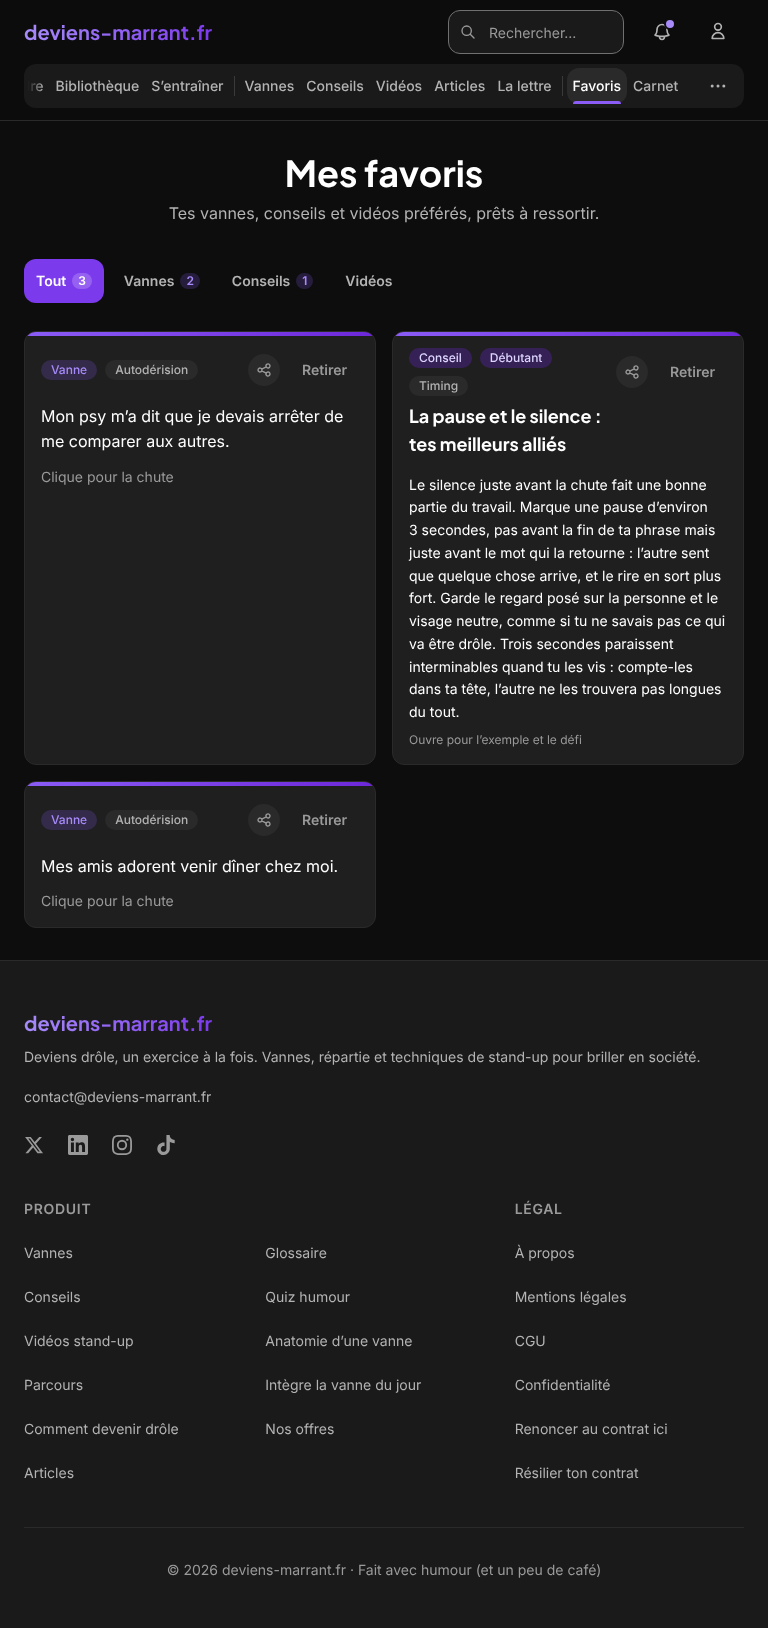 deviens-marrant.fr
Rechercher...
re Bibliothèque S’entraîner Vannes Conseils Vidéos Articles La lettre Favoris Carnet
Mes favoris
Tes vannes, conseils et vidéos préférés, prêts à ressortir.
Tout 3 Vannes 2 Conseils 1 Vidéos
Vanne Autodérision Retirer
Mon psy m’a dit que je devais arrêter de
me comparer aux autres.
Clique pour la chute
Conseil Débutant
Timing
Retirer
La pause et le silence :
tes meilleurs alliés
Le silence juste avant la chute fait une bonne
partie du travail. Marque une pause d’environ
3 secondes, pas avant la fin de ta phrase mais
juste avant le mot qui la retourne : l’autre sent
que quelque chose arrive, et le rire en sort plus
fort. Garde le regard posé sur la personne et le
visage neutre, comme si tu ne savais pas ce qui
va être drôle. Trois secondes paraissent
interminables quand tu les vis : compte-les
dans ta tête, l’autre ne les trouvera pas longues
du tout.
Ouvre pour l’exemple et le défi
Vanne Autodérision Retirer
Mes amis adorent venir dîner chez moi.
Clique pour la chute
deviens-marrant.fr
Deviens drôle, un exercice à la fois. Vannes, répartie et techniques de stand-up pour briller en société.
contact@deviens-marrant.fr
PRODUIT
Vannes
Conseils
Vidéos stand-up
Parcours
Comment devenir drôle
Articles
Glossaire
Quiz humour
Anatomie d’une vanne
Intègre la vanne du jour
Nos offres
LÉGAL
À propos
Mentions légales
CGU
Confidentialité
Renoncer au contrat ici
Résilier ton contrat
© 2026 deviens-marrant.fr · Fait avec humour (et un peu de café)